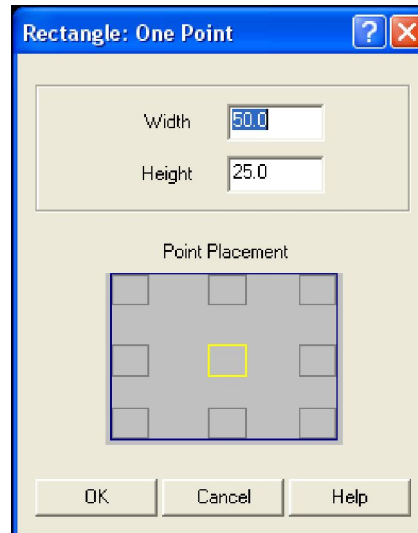 Rectangle: One Point
?
Width 50.0
Height 25.0
Point Placement
OK Cancel Help